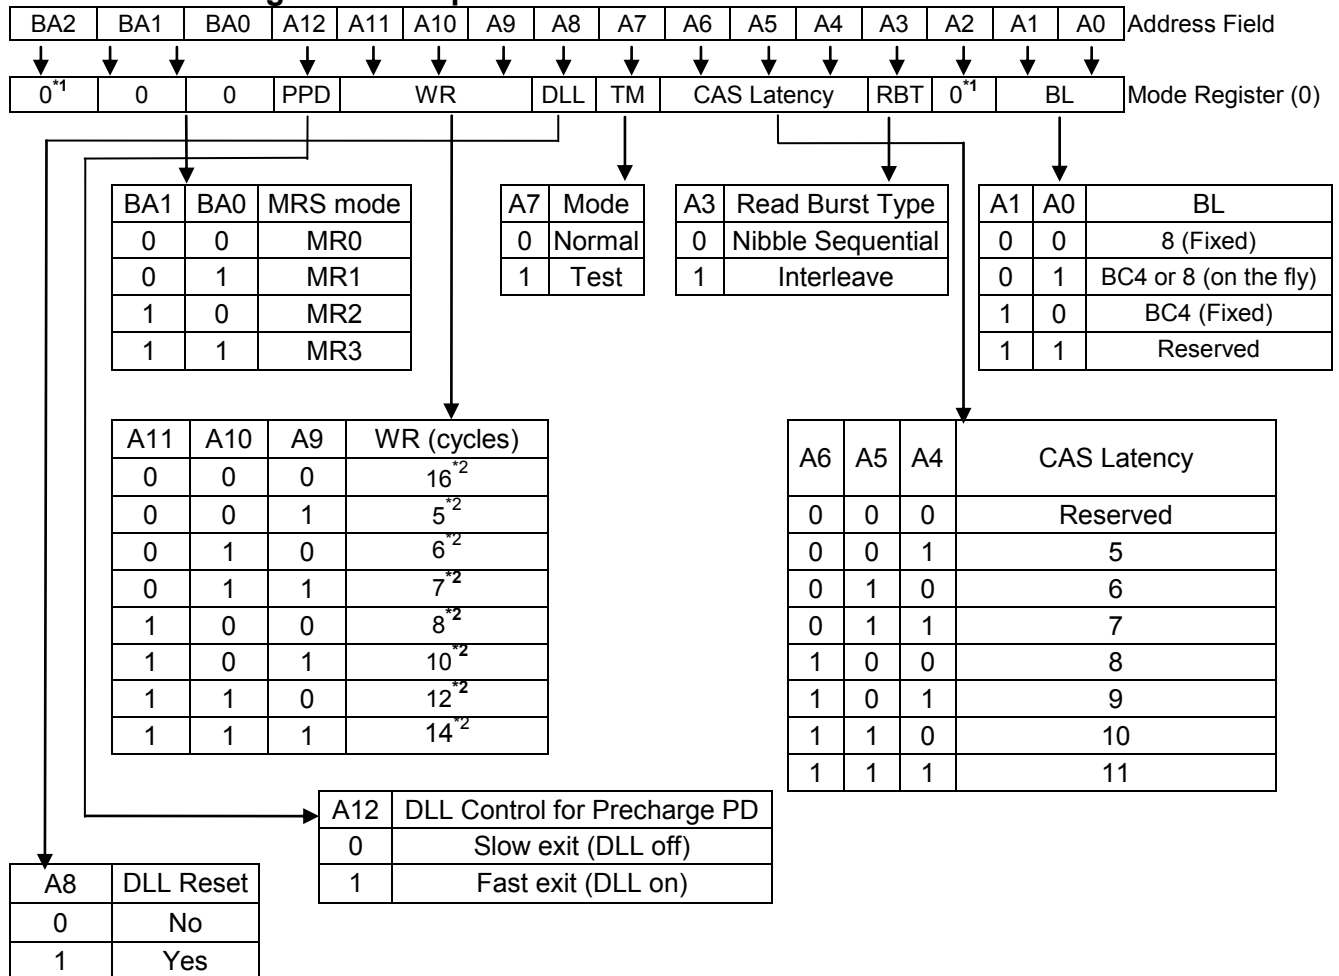 BA2 BA1 BA0 A12 A11 A10 A9 A8 A7 A6 A5 A4 A3 A2 A1 A0 Address Field
0*1 0 0 PPD WR DLL TM CAS Latency RBT 0*1 BL Mode Register (0)
BA1 BA0 MRS mode
0 0 MR0
0 1 MR1
1 0 MR2
1 1 MR3
A7 Mode
0 Normal
1 Test
A3 Read Burst Type
0 Nibble Sequential
1 Interleave
A1 A0 BL
0 0 8 (Fixed)
0 1 BC4 or 8 (on the fly)
1 0 BC4 (Fixed)
1 1 Reserved
A11 A10 A9 WR (cycles)
0 0 0 16*2
0 0 1 5*2
0 1 0 6*2
0 1 1 7*2
1 0 0 8*2
1 0 1 10*2
1 1 0 12*2
1 1 1 14*2
A6 A5 A4 CAS Latency
0 0 0 Reserved
0 0 1 5
0 1 0 6
0 1 1 7
1 0 0 8
1 0 1 9
1 1 0 10
1 1 1 11
A12 DLL Control for Precharge PD
0 Slow exit (DLL off)
1 Fast exit (DLL on)
A8 DLL Reset
0 No
1 Yes